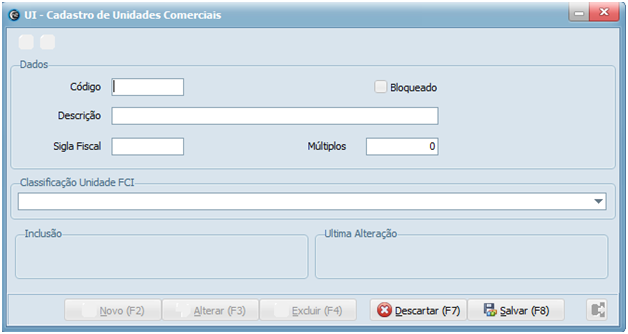 UI - Cadastro de Unidades Comerciais
Dados
Código
Bloqueado
Descrição
Sigla Fiscal
Múltiplos 0
Classificação Unidade FCI
Inclusão
Ultima Alteração
Novo (F2) Alterar (F3) Excluir (F4) Descartar (F7) Salvar (F8)